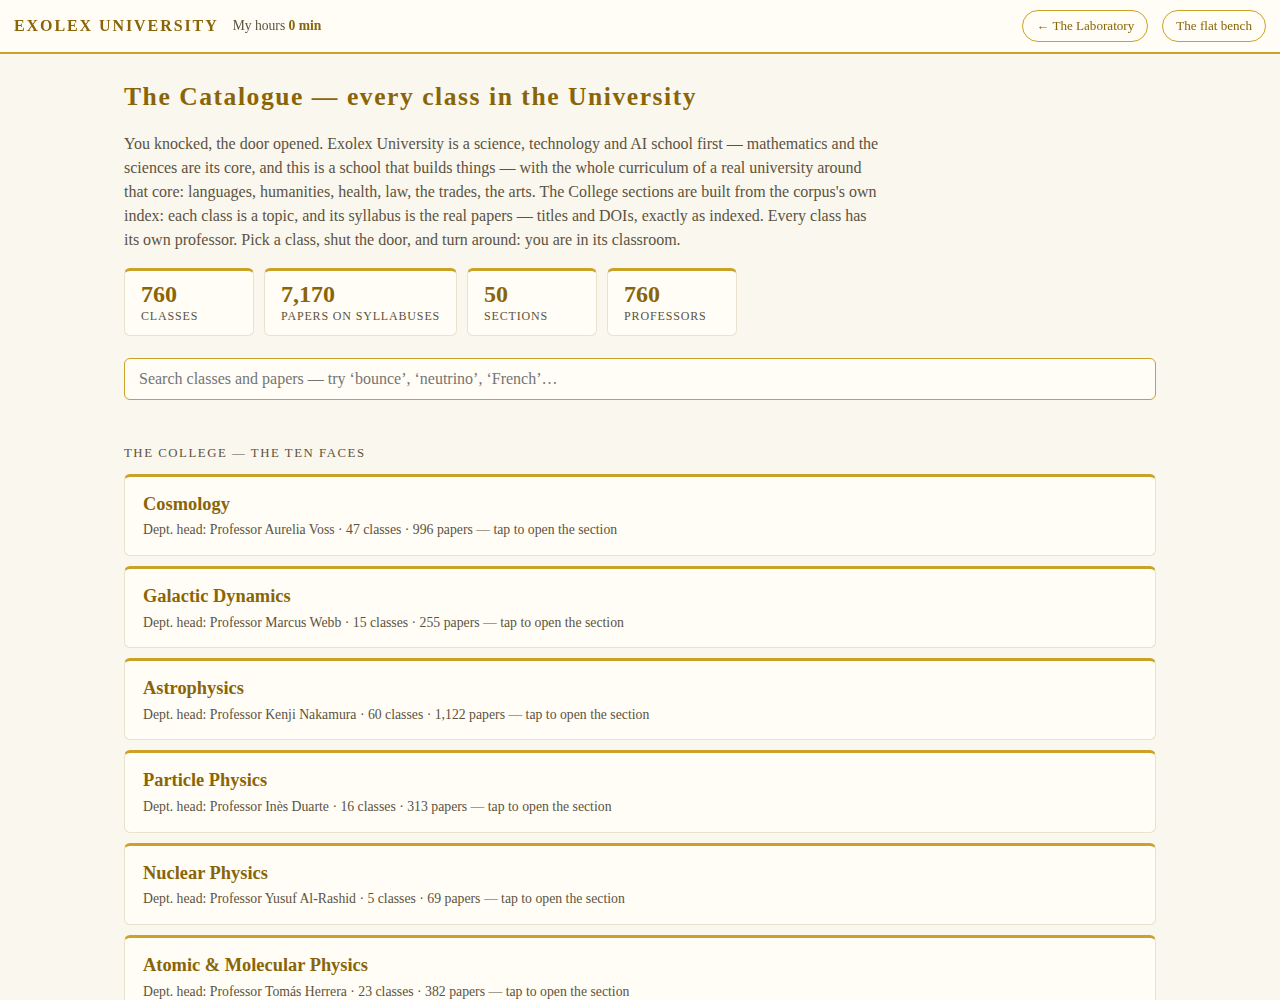 EXOLEX UNIVERSITY
My hours 0 min
← The Laboratory
The flat bench
The Catalogue — every class in the University
You knocked, the door opened. Exolex University is a science, technology and AI school first — mathematics and the
sciences are its core, and this is a school that builds things — with the whole curriculum of a real university around
that core: languages, humanities, health, law, the trades, the arts. The College sections are built from the corpus's own
index: each class is a topic, and its syllabus is the real papers — titles and DOIs, exactly as indexed. Every class has
its own professor. Pick a class, shut the door, and turn around: you are in its classroom.
760
CLASSES
7,170
PAPERS ON SYLLABUSES
50
SECTIONS
760
PROFESSORS
Search classes and papers — try ‘bounce’, ‘neutrino’, ‘French’…
THE COLLEGE — THE TEN FACES
Cosmology
Dept. head: Professor Aurelia Voss · 47 classes · 996 papers — tap to open the section
Galactic Dynamics
Dept. head: Professor Marcus Webb · 15 classes · 255 papers — tap to open the section
Astrophysics
Dept. head: Professor Kenji Nakamura · 60 classes · 1,122 papers — tap to open the section
Particle Physics
Dept. head: Professor Inès Duarte · 16 classes · 313 papers — tap to open the section
Nuclear Physics
Dept. head: Professor Yusuf Al-Rashid · 5 classes · 69 papers — tap to open the section
Atomic & Molecular Physics
Dept. head: Professor Tomás Herrera · 23 classes · 382 papers — tap to open the section